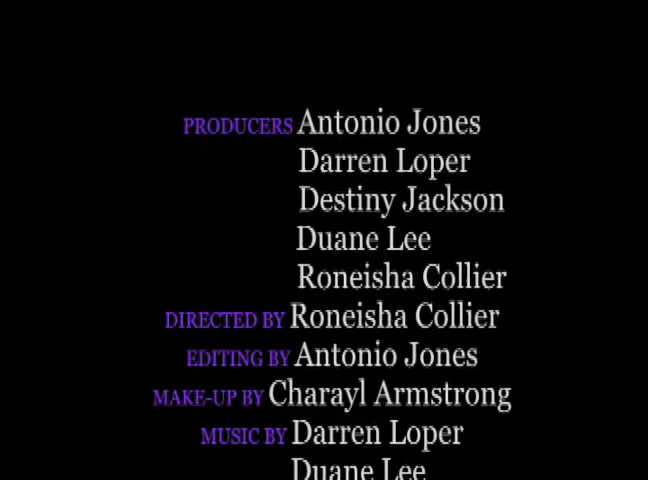 PRODUCERS Antonio Jones
Darren Loper
Destiny Jackson
Duane Lee
Roneisha Collier
DIRECTED BY Roneisha Collier
EDITING BY Antonio Jones
MAKE-UP BY Charayl Armstrong
MUSIC BY Darren Loper
Duane Lee